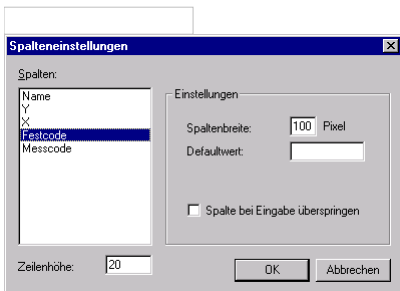 Spalteneinstellungen
Spalten:
Name
Y
X
Festcode
Messcode
Einstellungen
Spaltenbreite: 100 Pixel
Defaultwert:
Spalte bei Eingabe überspringen
Zeilenhöhe: 20
OK
Abbrechen